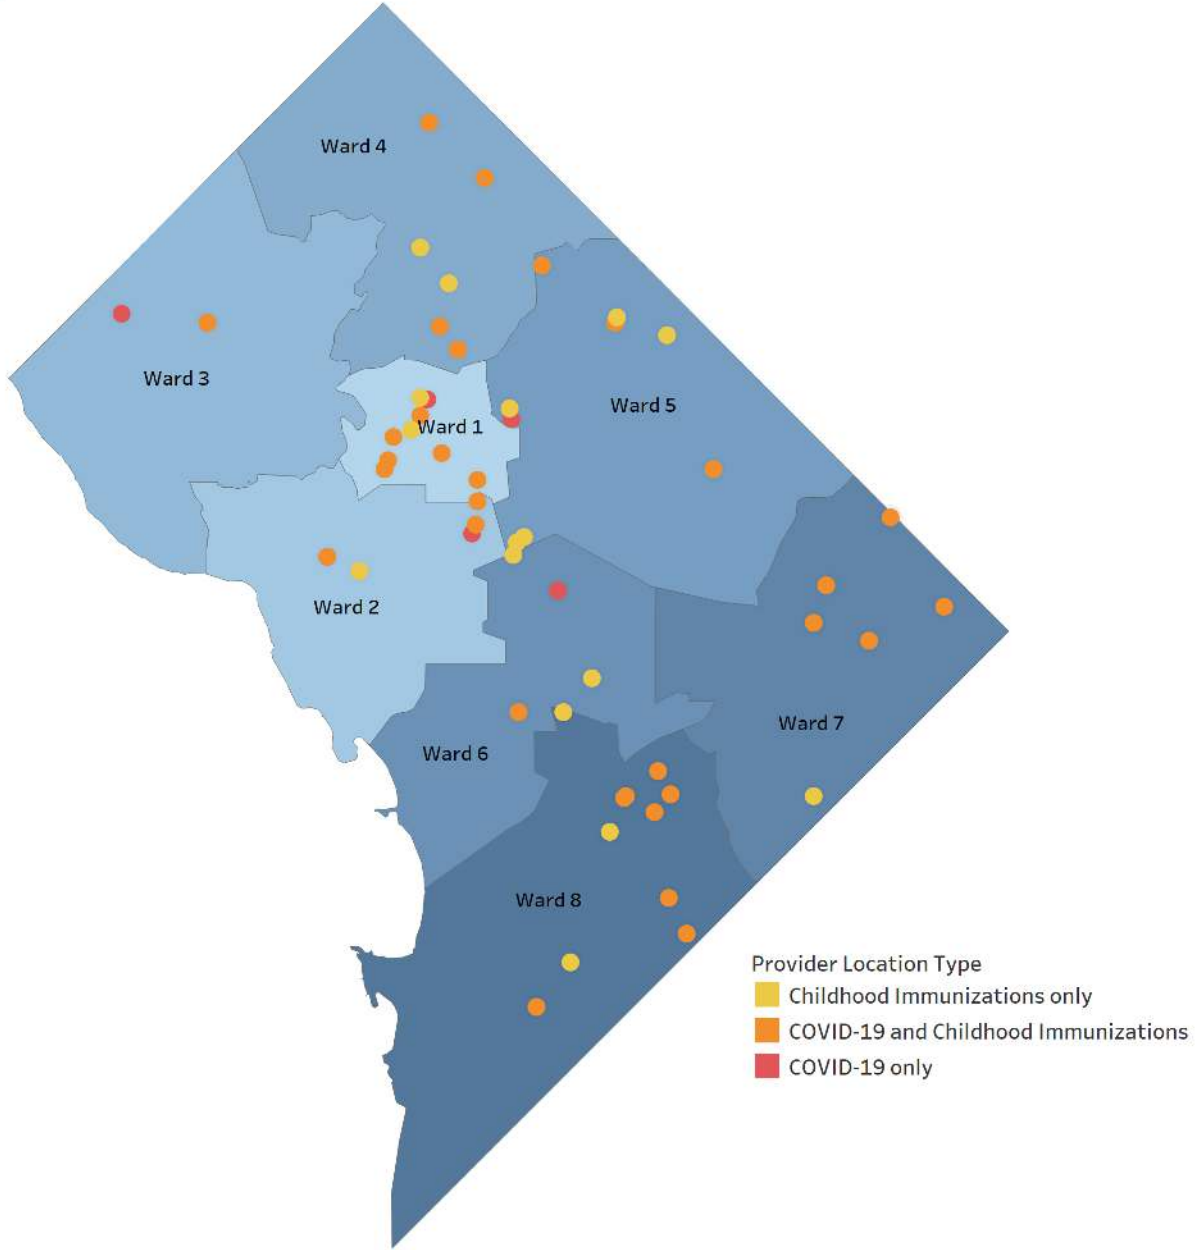 Ward 4
Ward 3
Ward 5
Ward 1
Ward 2
Ward 7
Ward 6
Ward 8
Provider Location Type
Childhood Immunizations only
COVID-19 and Childhood Immunizations
COVID-19 only